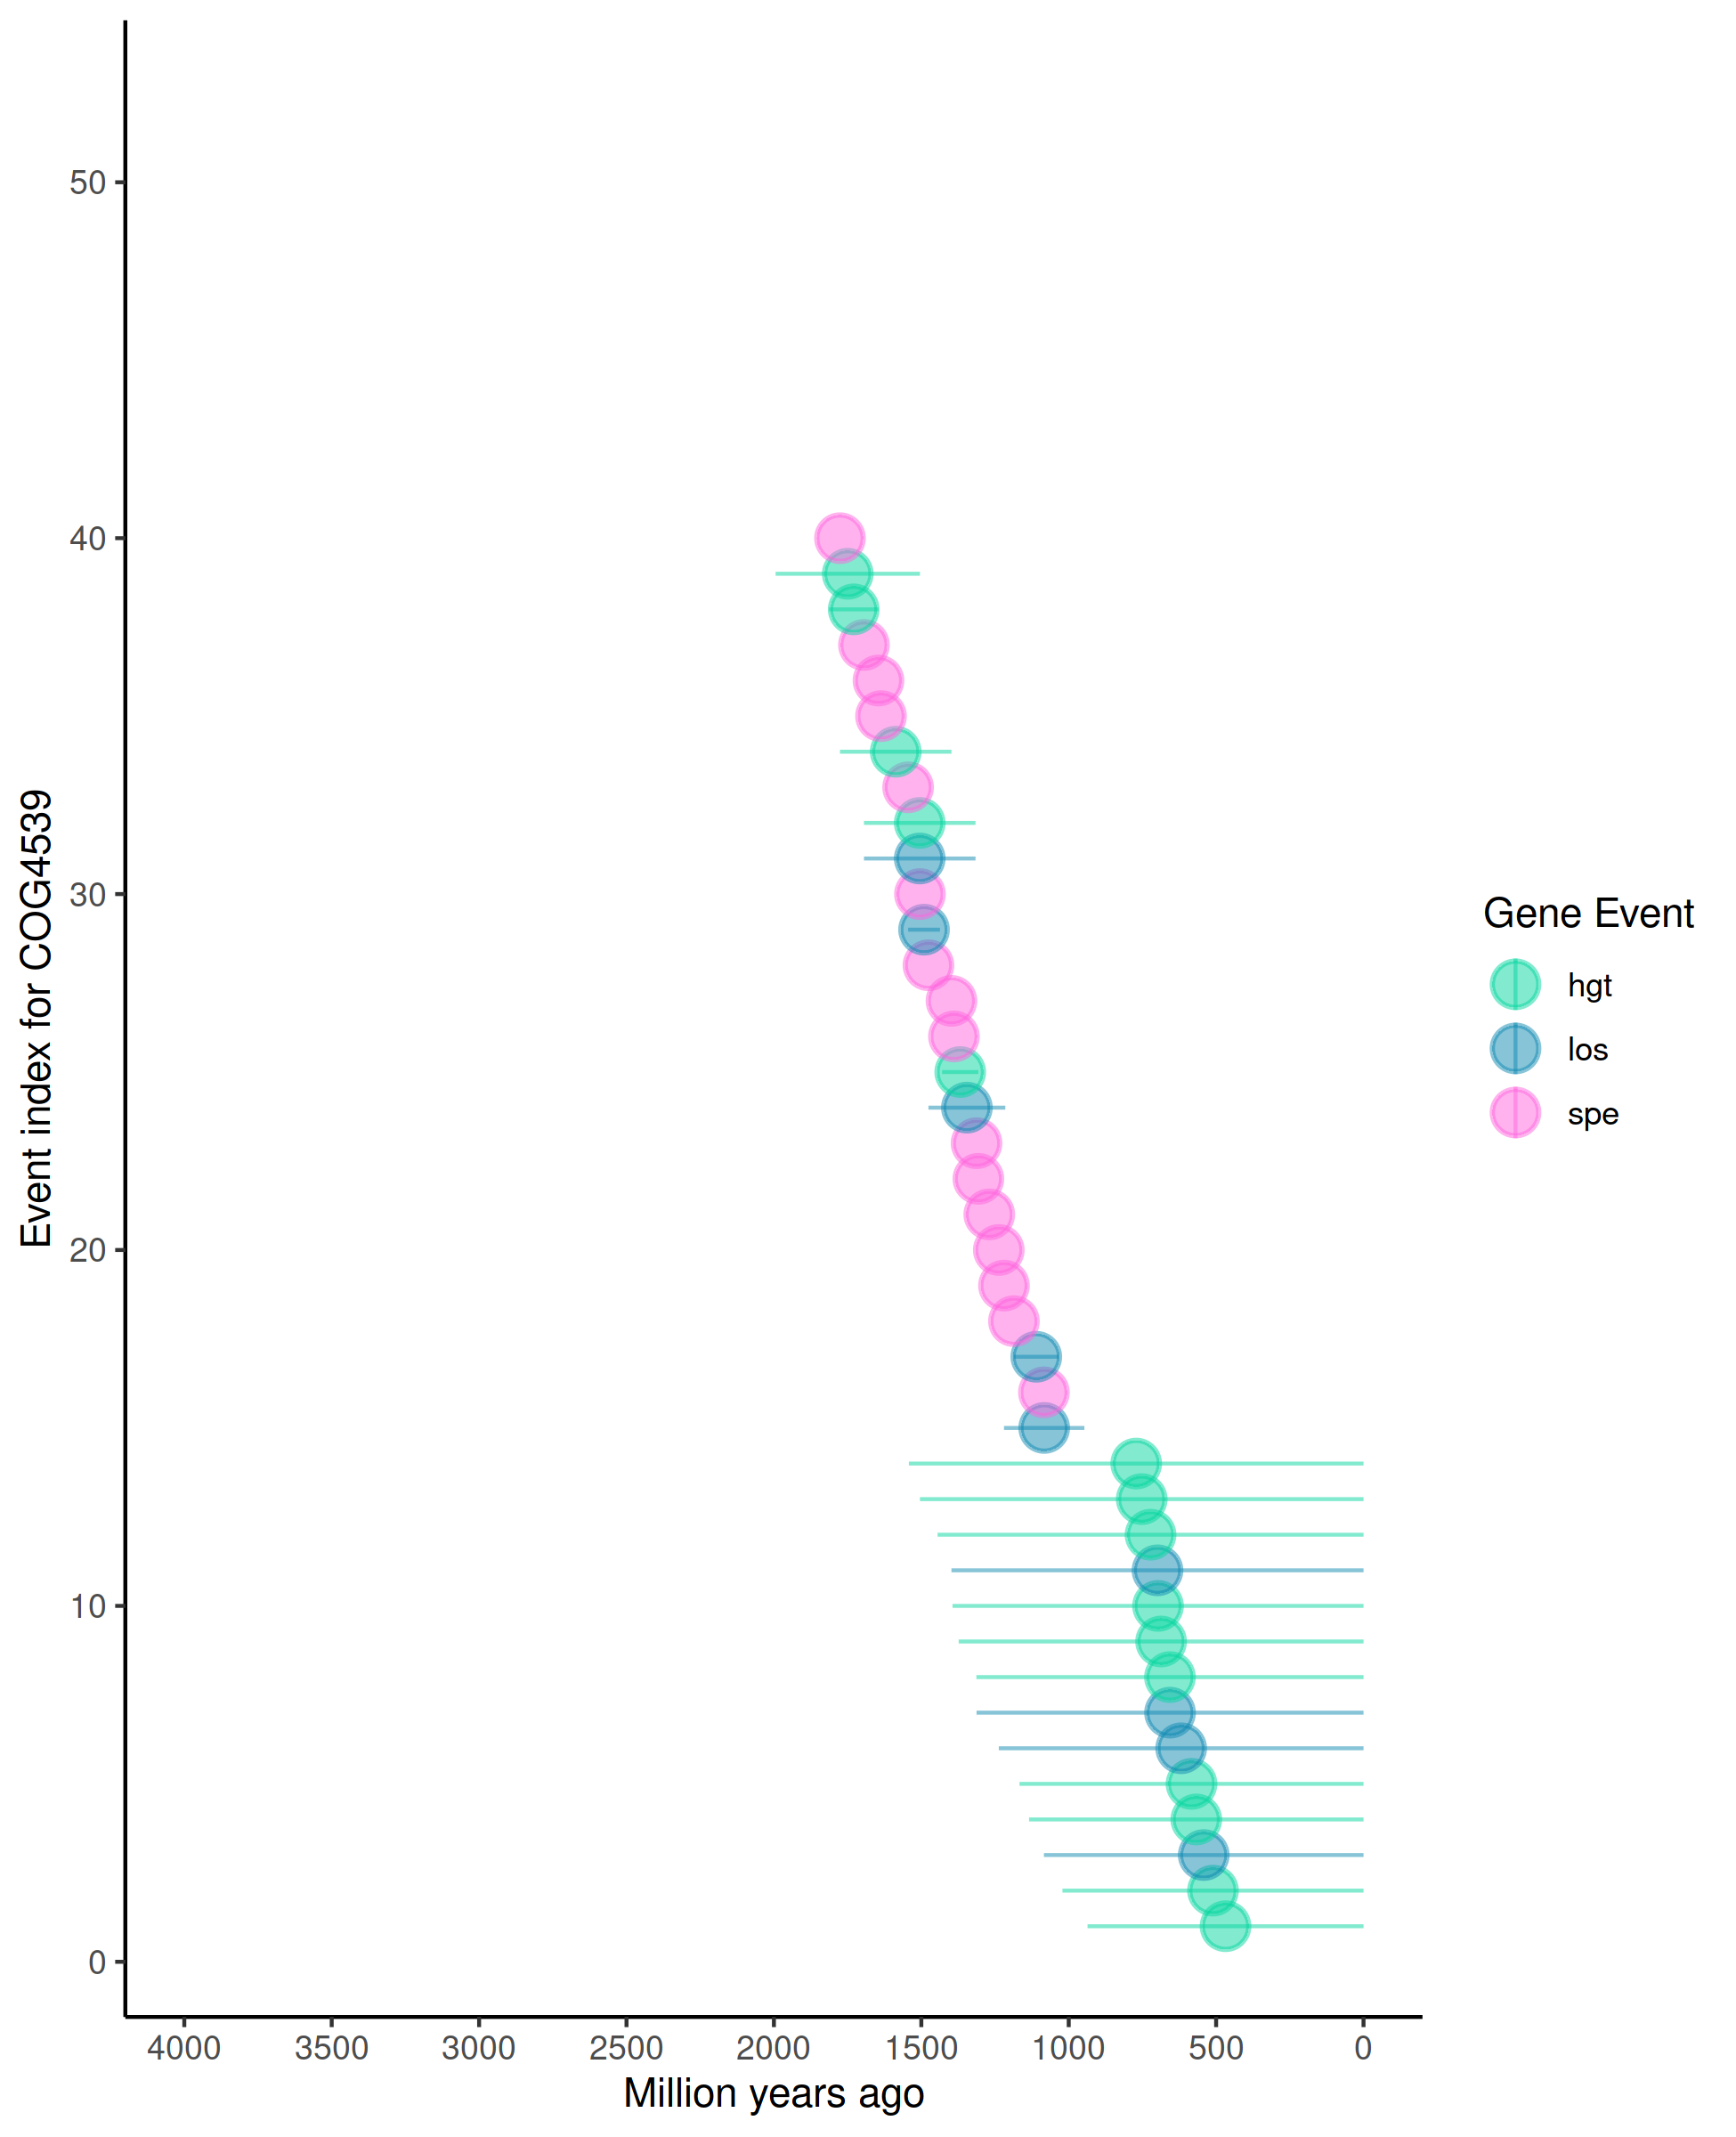 Event index for COG4539
50
40
30
20
10
0
4000 3500 3000 2500 2000 1500 1000 500 0
Million years ago
Gene Event
hgt
los
spe